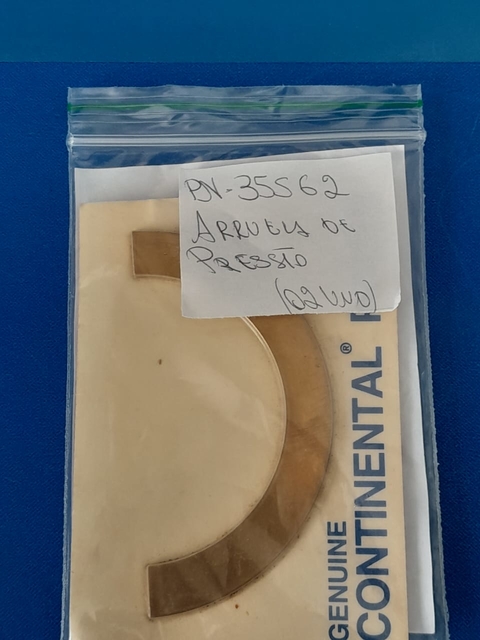 PN-35562
ARRUELA DE
PRESSÃO
(02 UND)
GENUINE
CONTINENTAL®